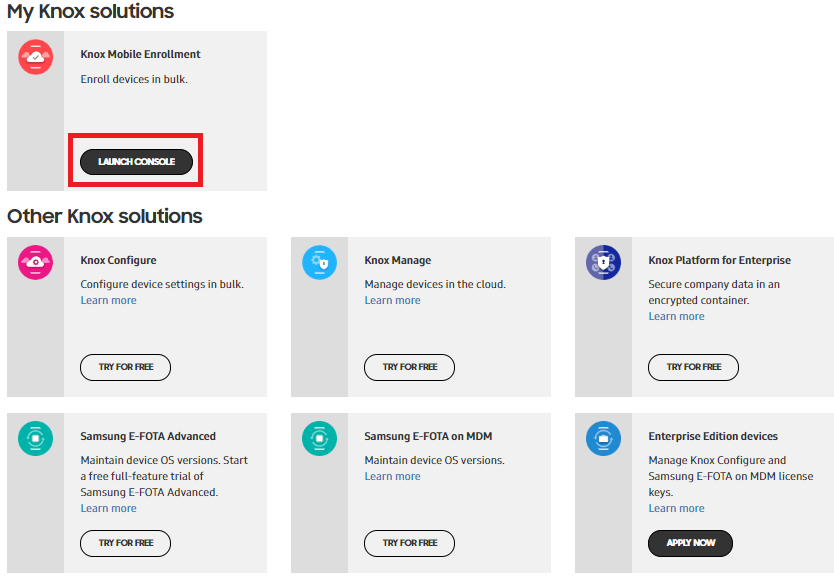 My Knox solutions
Knox Mobile Enrollment
Enroll devices in bulk.
LAUNCH CONSOLE
Other Knox solutions
Knox Configure
Configure device settings in bulk.
Learn more
TRY FOR FREE
Knox Manage
Manage devices in the cloud.
Learn more
TRY FOR FREE
Knox Platform for Enterprise
Secure company data in an
encrypted container.
Learn more
TRY FOR FREE
Samsung E-FOTA Advanced
Maintain device OS versions. Start
a free full-feature trial of
Samsung E-FOTA Advanced.
Learn more
TRY FOR FREE
Samsung E-FOTA on MDM
Maintain device OS versions.
Learn more
TRY FOR FREE
Enterprise Edition devices
Manage Knox Configure and
Samsung E-FOTA on MDM license
keys.
Learn more
APPLY NOW